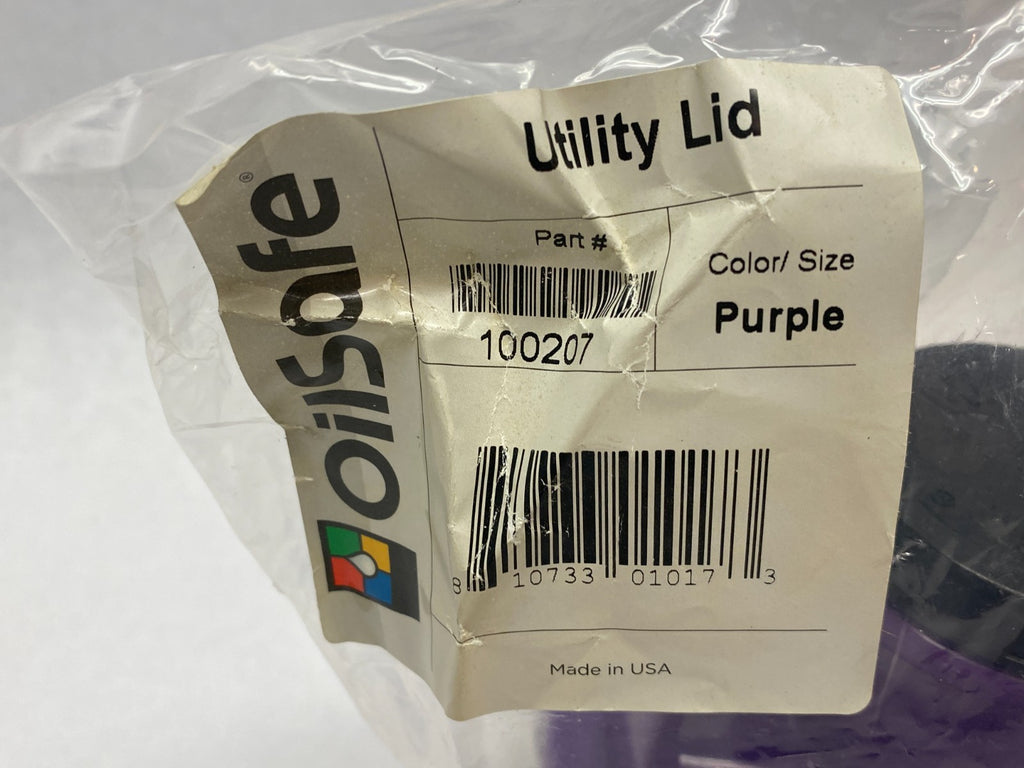 oilSafe®
Utility Lid
Part #
100207
Color/ Size
Purple
8 10733 01017 3
Made in USA